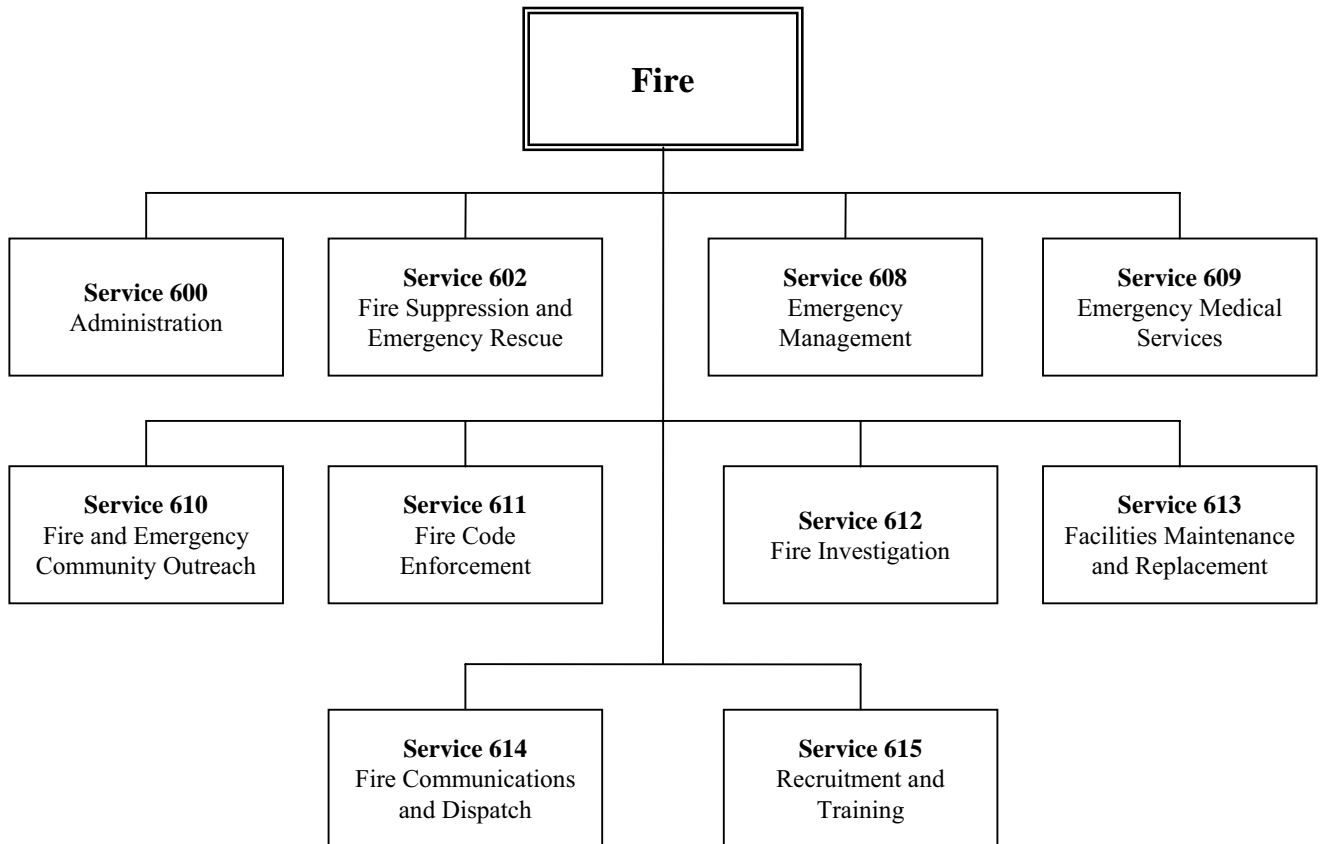 Fire
Service 600
Administration
Service 602
Fire Suppression and
Emergency Rescue
Service 608
Emergency
Management
Service 609
Emergency Medical
Services
Service 610
Fire and Emergency
Community Outreach
Service 611
Fire Code
Enforcement
Service 612
Fire Investigation
Service 613
Facilities Maintenance
and Replacement
Service 614
Fire Communications
and Dispatch
Service 615
Recruitment and
Training